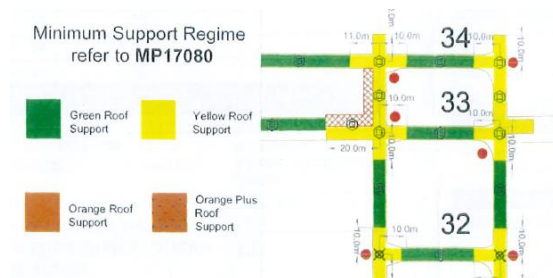 Minimum Support Regime
refer to MP17080
Green Roof
Support
Yellow Roof
Support
Orange Roof
Support
Orange Plus
Roof
Support
11.0m
10.0m
10.0m
34
10.0m
33
10.0m
10.0m
20.0m
10.0m
10.0m
32
10.0m
10.0m
10.0m